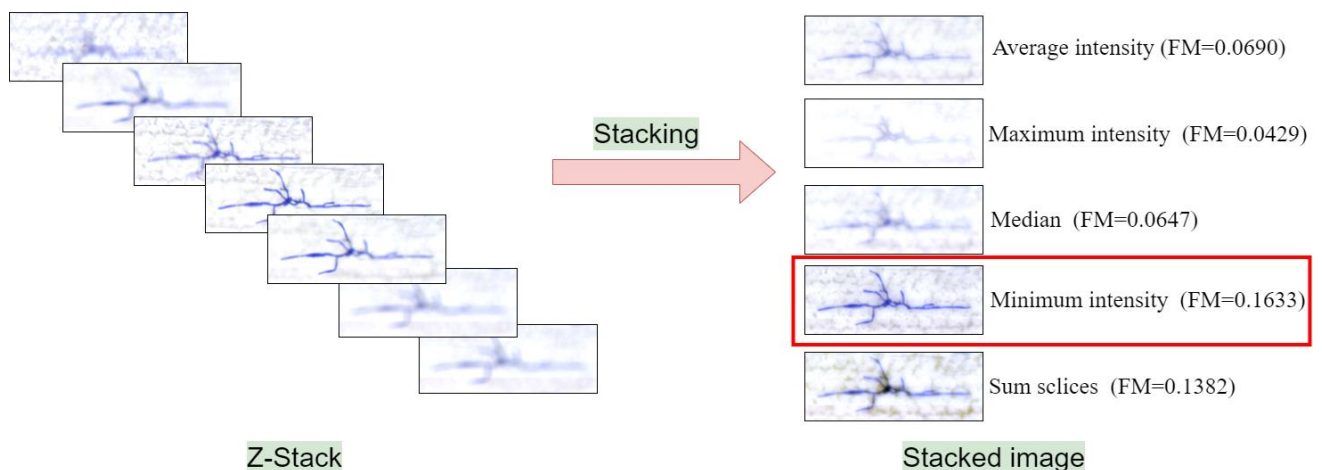 Stacking
Average intensity (FM=0.0690)
Maximum intensity (FM=0.0429)
Median (FM=0.0647)
Minimum intensity (FM=0.1633)
Sum sclices (FM=0.1382)
Z-Stack
Stacked image